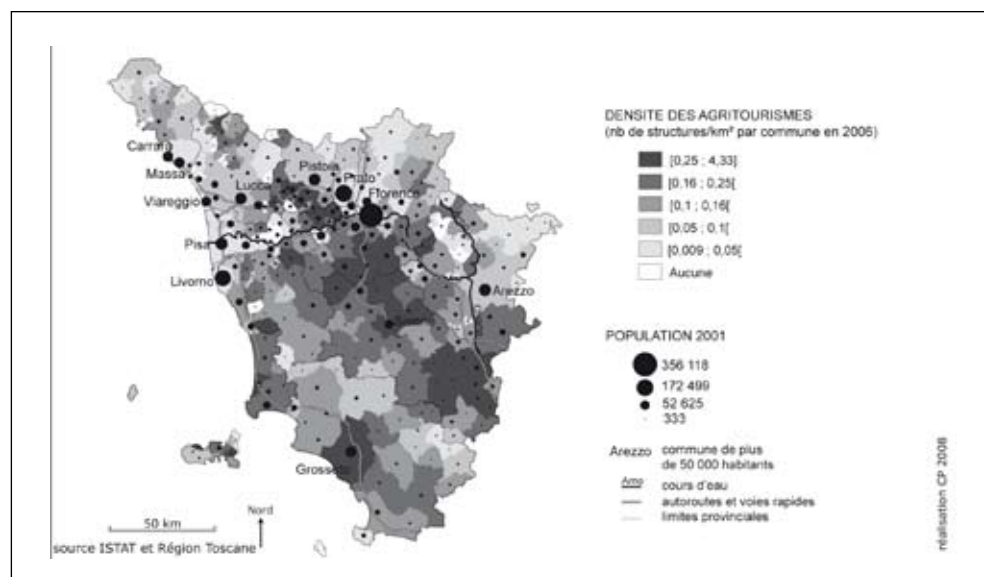 DENSITE DES AGRITOURISMES
(nb de structures/km² par commune en 2006)
[0,25 ; 4,33]
[0,16 ; 0,25[
[0,1 ; 0,16[
[0,05 ; 0,1[
[0,009 ; 0,05[
Aucune
POPULATION 2001
356 118
172 499
52 625
333
Arezzo commune de plus
de 50 000 habitants
Arno cours d'eau
autoroutes et voies rapides
limites provinciales
Carrara
Massa
Viareggio
Lucca
Pistoia
Prato
Florence
Pisa
Livorno
Arezzo
Grosseto
50 km
Nord
source ISTAT et Région Toscane
réalisation CP 2008